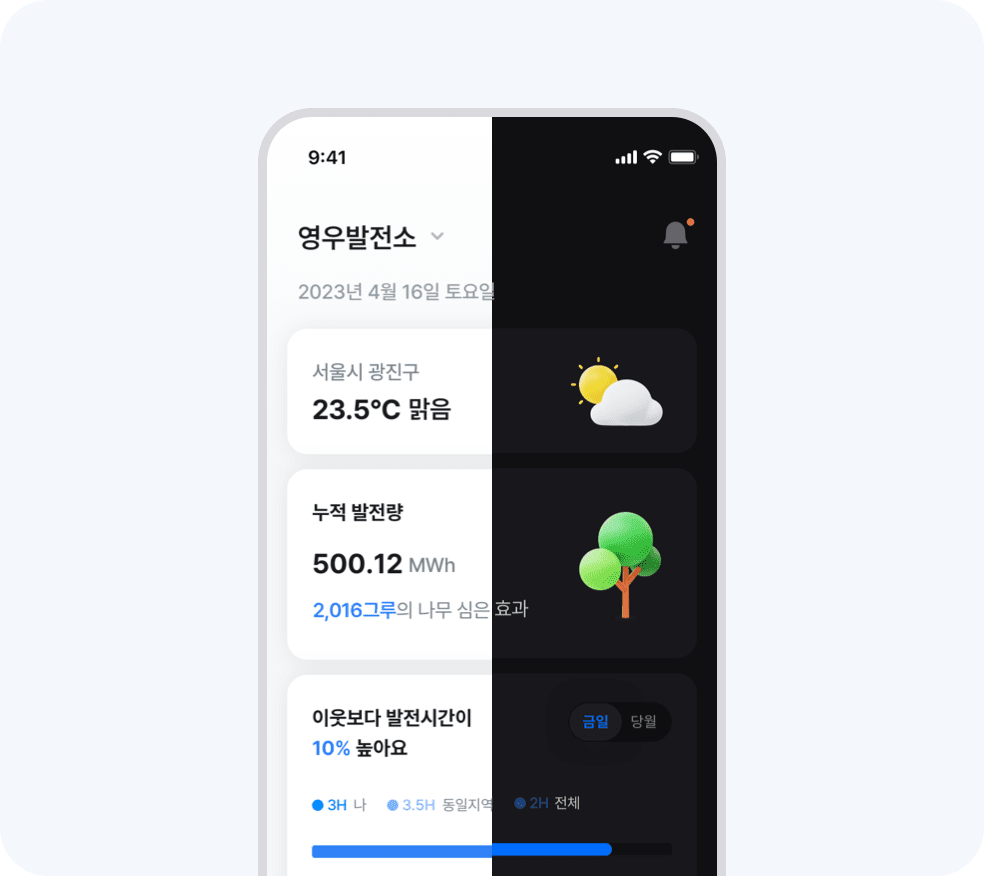 9:41
영우발전소
2023년 4월 16일 토요일
서울시 광진구
23.5°C 맑음
누적 발전량
500.12 MWh
2,016그루의 나무 심은 효과
이웃보다 발전시간이
10% 높아요
금일 당월
3H 나 3.5H 동일지역 2H 전체